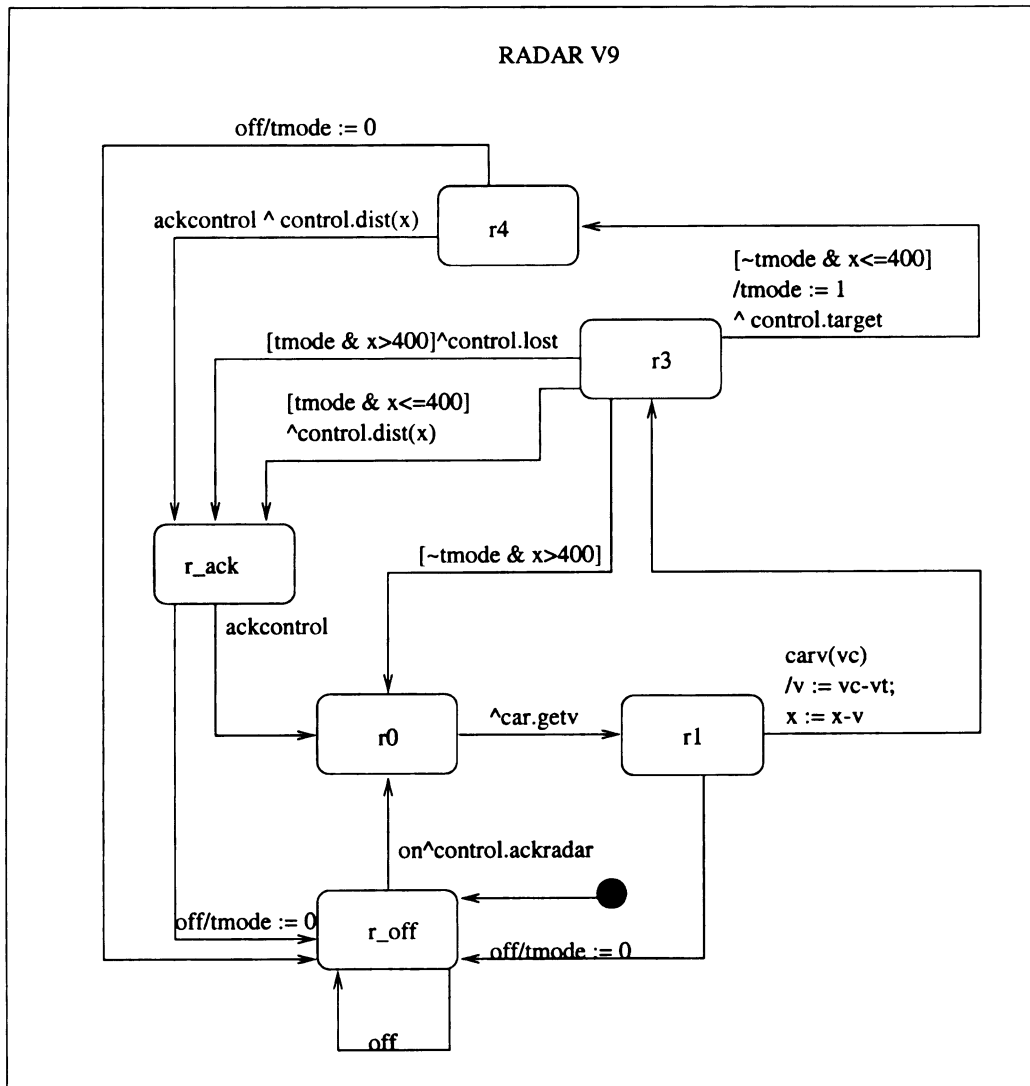 RADAR V9
off/tmode := 0
r4
ackcontrol ^ control.dist(x)
[~tmode & x<=400]
/tmode := 1
^ control.target
[tmode & x>400]^control.lost
r3
[tmode & x<=400]
^control.dist(x)
r_ack
[~tmode & x>400]
ackcontrol
carv(vc)
/v := vc-vt;
x := x-v
^car.getv
r0
r1
on^control.ackradar
off/tmode := 0
r_off
off/tmode := 0
off